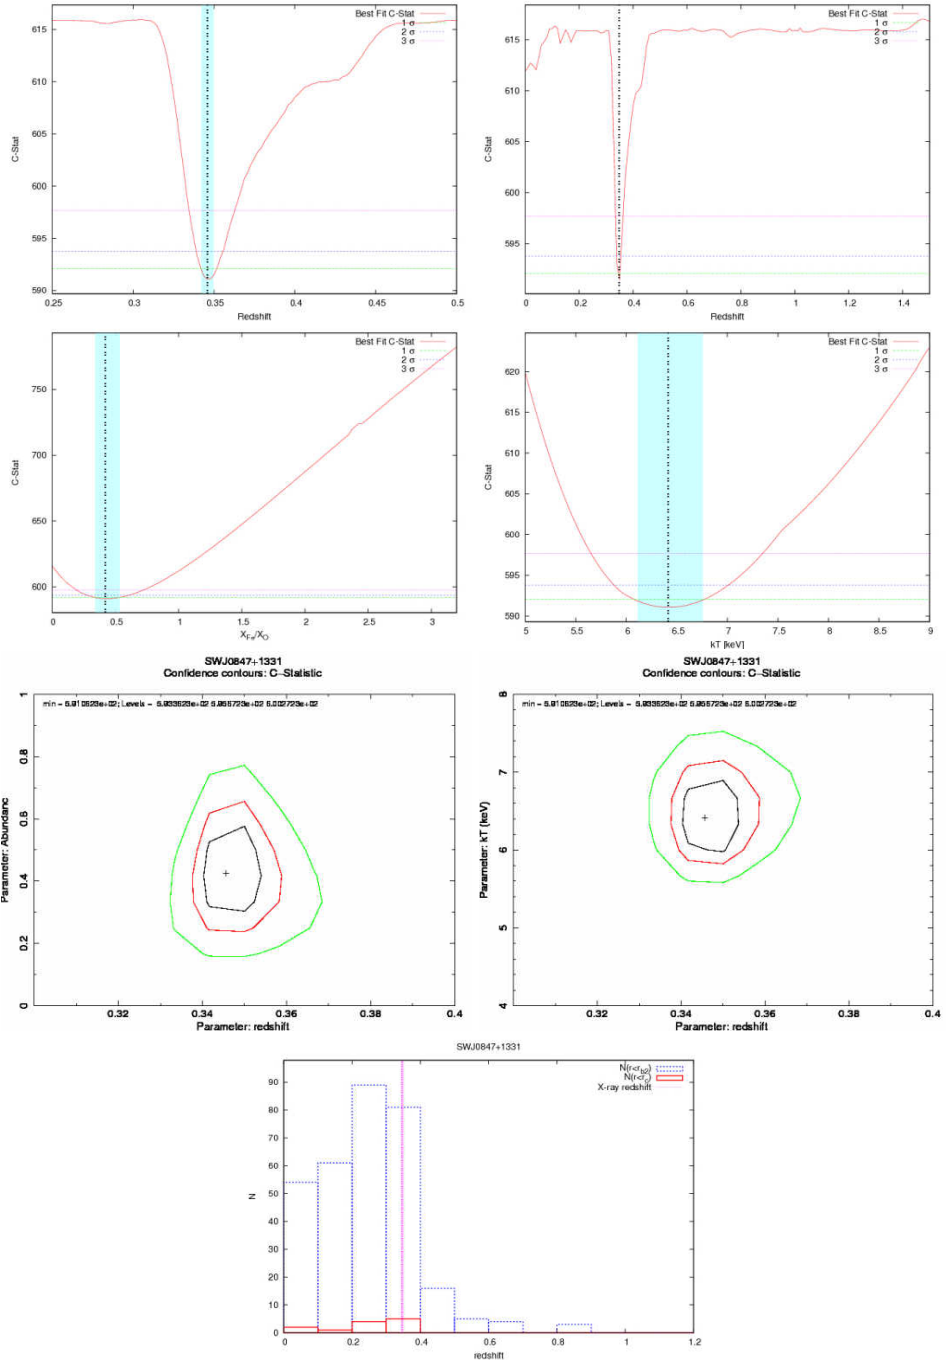 Best Fit C-Stat
1 σ
2 σ
3 σ
615
610
605
600
595
590
C-Stat
0.25 0.3 0.35 0.4 0.45 0.5
Redshift
Best Fit C-Stat
1 σ
2 σ
3 σ
615
610
605
600
595
C-Stat
0 0.2 0.4 0.6 0.8 1 1.2 1.4
Redshift
Best Fit C-Stat
1 σ
2 σ
3 σ
750
700
650
600
C-Stat
0 0.5 1 1.5 2 2.5 3
X_Fe/X_O
Best Fit C-Stat
1 σ
2 σ
3 σ
620
615
610
605
600
595
590
C-Stat
5 5.5 6 6.5 7 7.5 8 8.5 9
kT [keV]
SWJ0847+1331
Confidence contours: C-Statistic
min =
Levels =
1
0.8
0.6
0.4
0.2
0
Parameter: Abundanc
0.32 0.34 0.36 0.38 0.4
Parameter: redshift
SWJ0847+1331
Confidence contours: C-Statistic
min =
Levels =
8
7
6
5
4
Parameter: kT [keV]
0.32 0.34 0.36 0.38 0.4
Parameter: redshift
SWJ0847+1331
N(r<r_b2)
N(r<r_c)
X-ray redshift
90
80
70
60
50
40
30
20
10
0
N
0 0.2 0.4 0.6 0.8 1 1.2
redshift